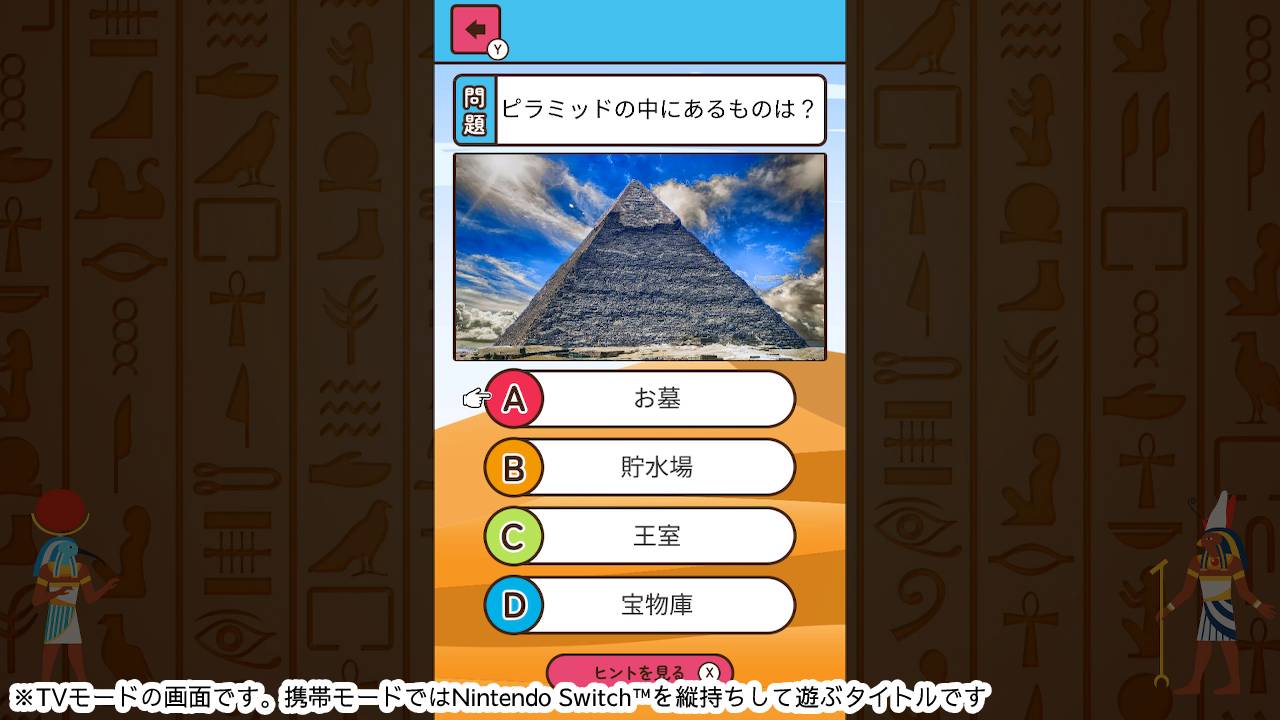 Y
問題
ピラミッドの中にあるものは？
A お墓
B 貯水場
C 王室
D 宝物庫
ヒントを見る X
※TVモードの画面です。携帯モードではNintendo Switch™を縦持ちして遊ぶタイトルです